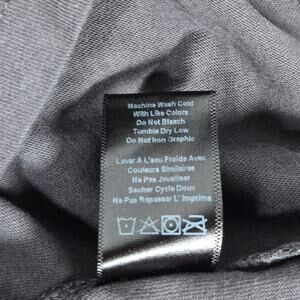 Machine Wash Cold
With Like Colors
Do Not Bleach
Tumble Dry Low
Do Not Iron Graphic
Laver A L'eau Froide Avec
Couleurs Similaires
Ne Pas Javalliser
Secher Cycle Doux
Ne Pas Repasser L' Imprime